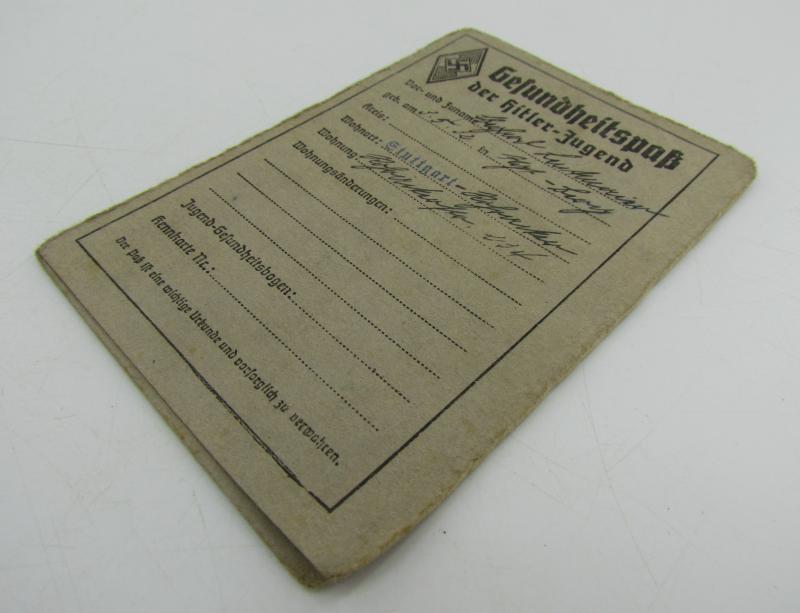 Gesundheitspaß
der Hitler-Jugend
Vor- und Zuname
geb. am in
Kreis:
Wohnort: Stuttgart-
Wohnung
Wohnungsänderungen:
Jugend-Gesundheitsbogen:
Kennkarte Nr.:
Der Paß ist eine wichtige Urkunde und vorsorglich zu verwahren.